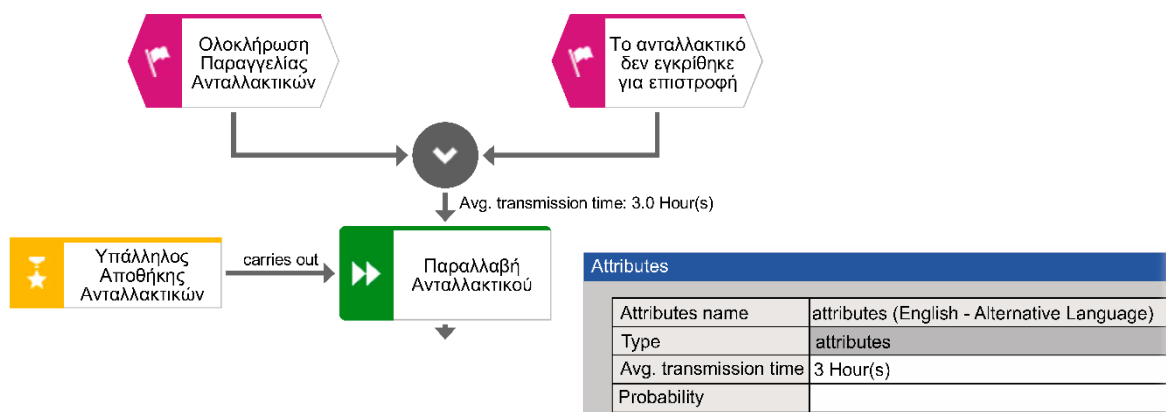 Ολοκλήρωση
Παραγγελίας
Ανταλλακτικών
Το ανταλλακτικό
δεν εγκρίθηκε
για επιστροφή
Avg. transmission time: 3.0 Hour(s)
Υπάλληλος
Αποθήκης
Ανταλλακτικών
carries out
Παραλλαβή
Ανταλλακτικού
Attributes
Attributes name attributes (English - Alternative Language)
Type attributes
Avg. transmission time 3 Hour(s)
Probability